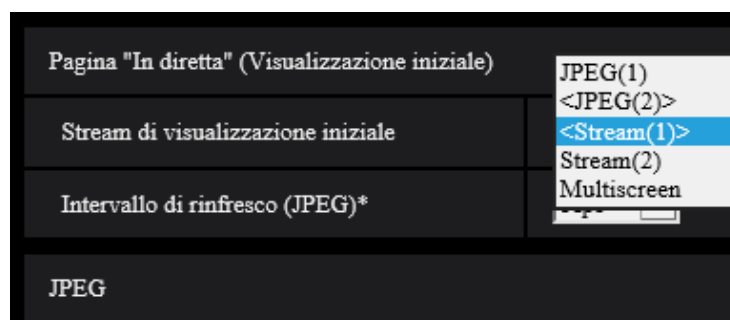 Pagina "In diretta" (Visualizzazione iniziale)
JPEG(1)
<JPEG(2)>
Stream di visualizzazione iniziale
<Stream(1)>
Stream(2)
Multiscreen
Intervallo di rinfresco (JPEG)*
JPEG